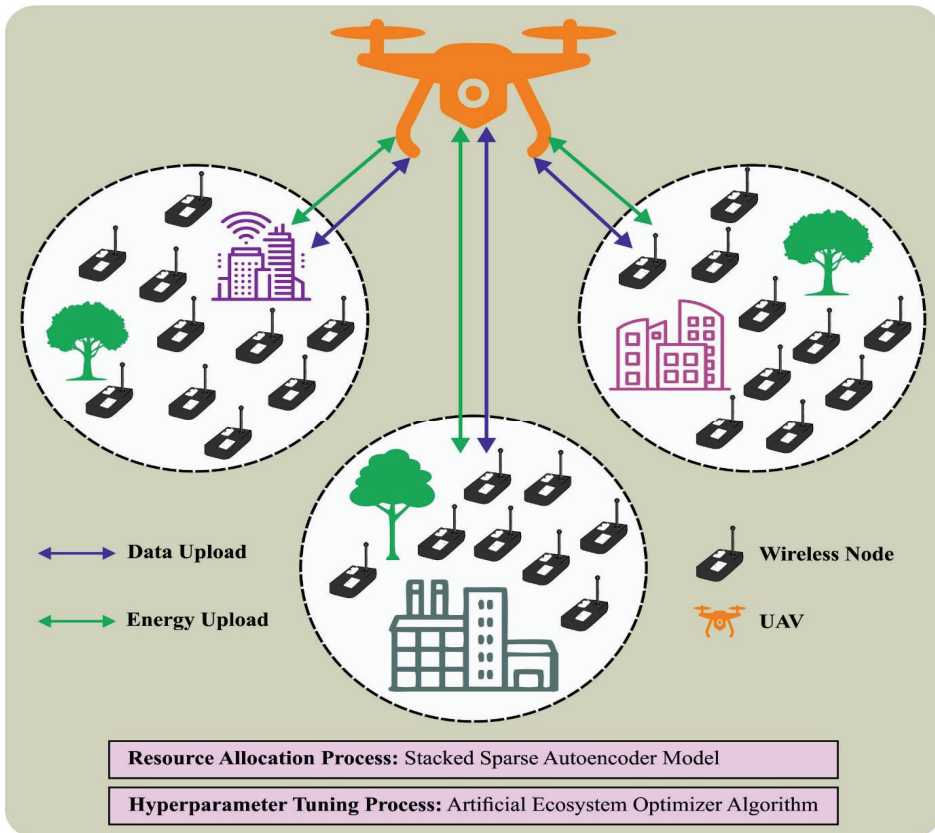 Data Upload
Wireless Node
Energy Upload
UAV
Resource Allocation Process: Stacked Sparse Autoencoder Model
Hyperparameter Tuning Process: Artificial Ecosystem Optimizer Algorithm